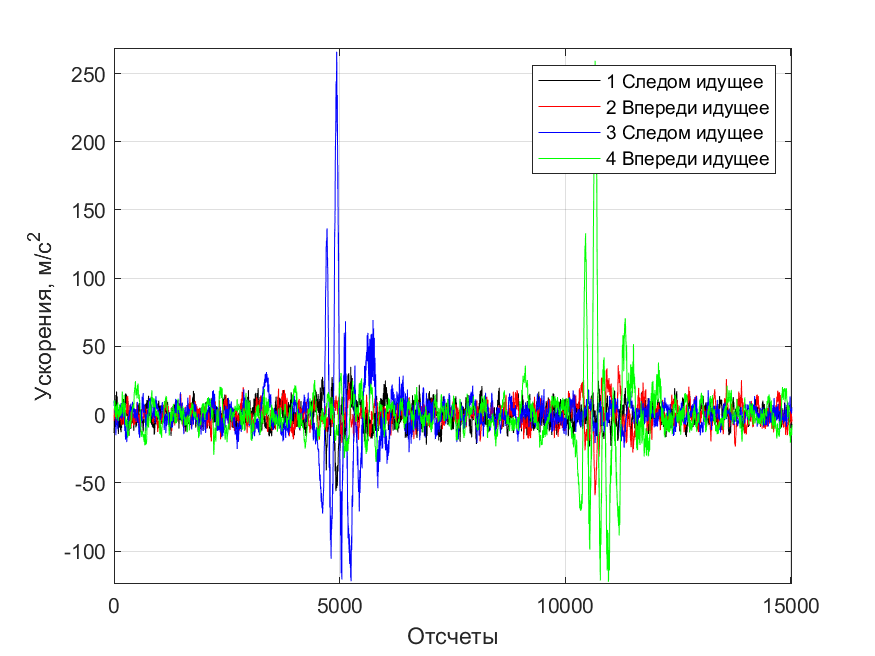 250
200
150
100
50
0
-50
-100
Ускорения, м/с²
1 Следом идущее
2 Впереди идущее
3 Следом идущее
4 Впереди идущее
0 5000 10000 15000
Отсчеты